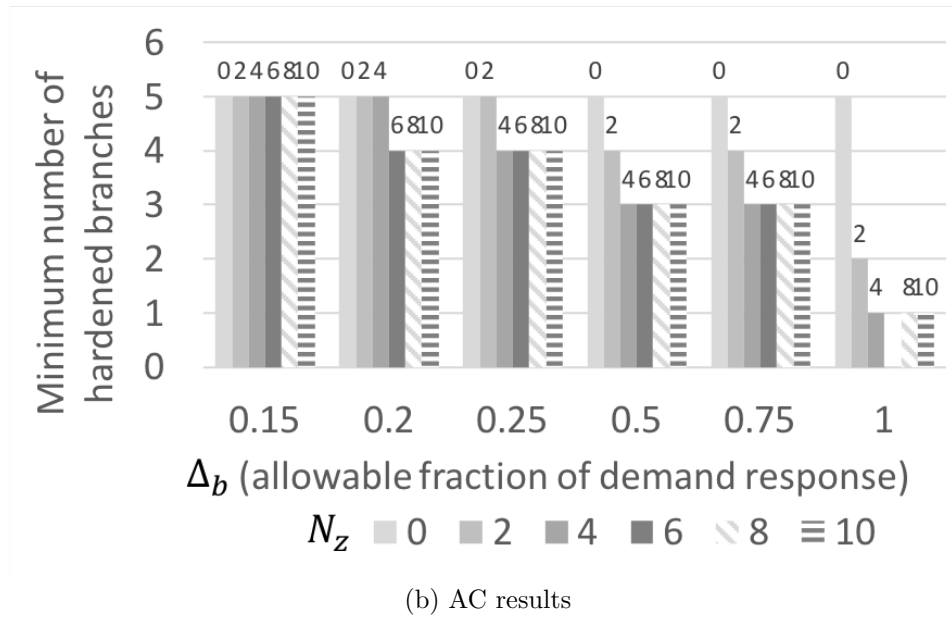 Minimum number of
hardened branches
6
5
4
3
2
1
0
0 2 4 6 8 10
0 2 4
6 8 10
0 2
4 6 8 10
0
2
4 6 8 10
0
2
4 6 8 10
0
2
4
8 10
0.15 0.2 0.25 0.5 0.75 1
Δb (allowable fraction of demand response)
Nz 0 2 4 6 8 10
(b) AC results